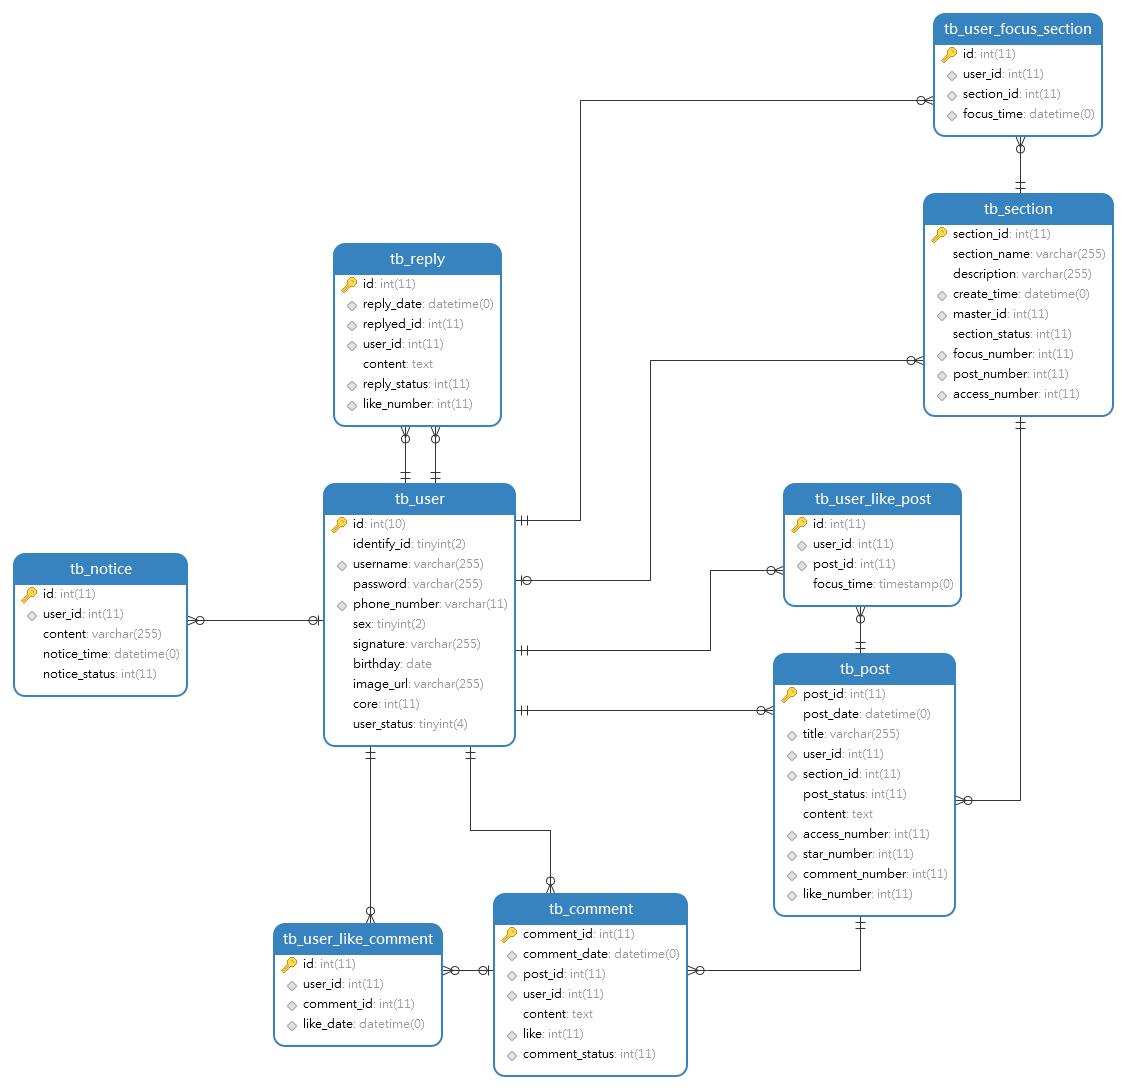 tb_user_focus_section
id: int(11)
user_id: int(11)
section_id: int(11)
focus_time: datetime(0)
tb_section
section_id: int(11)
section_name: varchar(255)
description: varchar(255)
create_time: datetime(0)
master_id: int(11)
section_status: int(11)
focus_number: int(11)
post_number: int(11)
access_number: int(11)
tb_reply
id: int(11)
reply_date: datetime(0)
replyed_id: int(11)
user_id: int(11)
content: text
reply_status: int(11)
like_number: int(11)
tb_user
id: int(10)
identify_id: tinyint(2)
username: varchar(255)
password: varchar(255)
phone_number: varchar(11)
sex: tinyint(2)
signature: varchar(255)
birthday: date
image_url: varchar(255)
core: int(11)
user_status: tinyint(4)
tb_user_like_post
id: int(11)
user_id: int(11)
post_id: int(11)
focus_time: timestamp(0)
tb_notice
id: int(11)
user_id: int(11)
content: varchar(255)
notice_time: datetime(0)
notice_status: int(11)
tb_post
post_id: int(11)
post_date: datetime(0)
title: varchar(255)
user_id: int(11)
section_id: int(11)
post_status: int(11)
content: text
access_number: int(11)
star_number: int(11)
comment_number: int(11)
like_number: int(11)
tb_user_like_comment
id: int(11)
user_id: int(11)
comment_id: int(11)
like_date: datetime(0)
tb_comment
comment_id: int(11)
comment_date: datetime(0)
post_id: int(11)
user_id: int(11)
content: text
like: int(11)
comment_status: int(11)